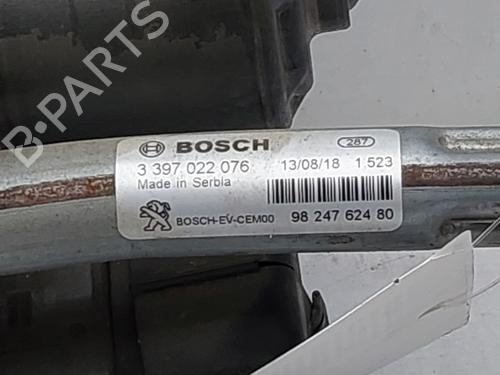 BOSCH 287
3 397 022 076 13/08/18 1.523
Made in Serbia
BOSCH-EV-CEM00 98 247 624 80
B-PARTS